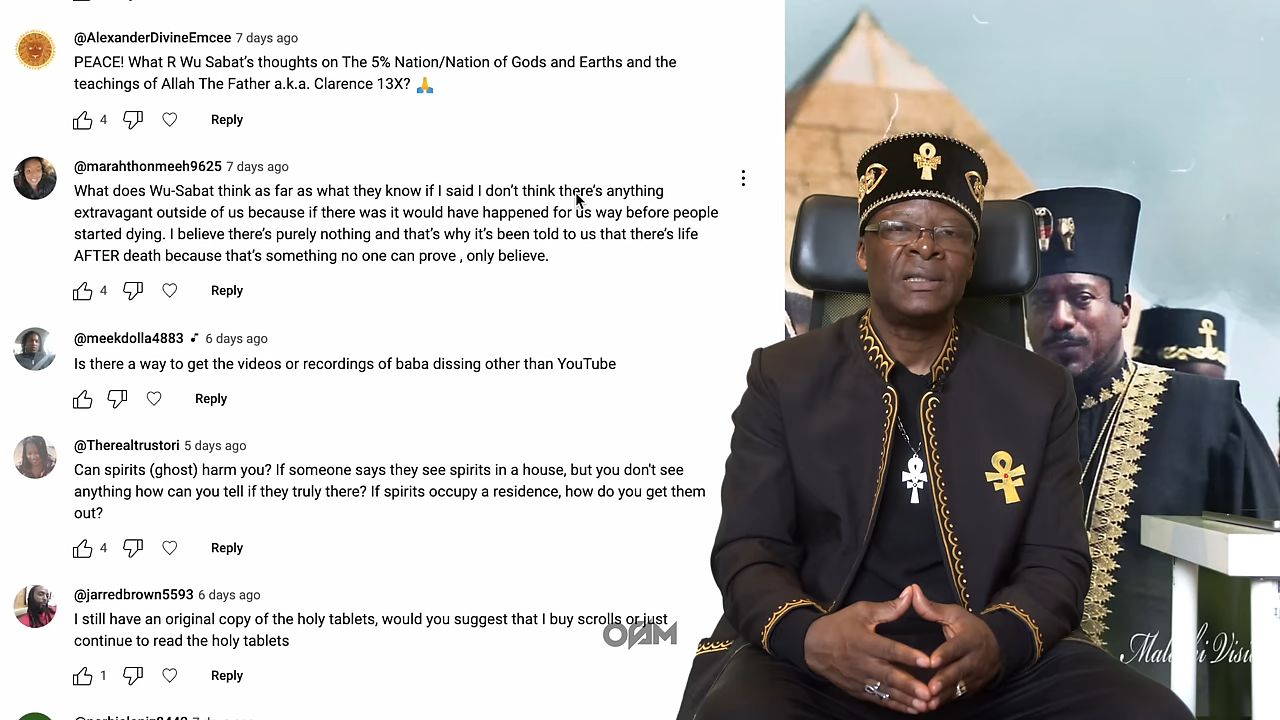 @AlexanderDivineEmcee 7 days ago
PEACE! What R Wu Sabat's thoughts on The 5% Nation/Nation of Gods and Earths and the
teachings of Allah The Father a.k.a. Clarence 13X? 🙏
4 Reply
@marahthonmeeh9625 7 days ago
What does Wu-Sabat think as far as what they know if I said I don't think there's anything
extravagant outside of us because if there was it would have happened for us way before people
started dying. I believe there's purely nothing and that's why it's been told to us that there's life
AFTER death because that's something no one can prove , only believe.
4 Reply
@meekdolla4883 6 days ago
Is there a way to get the videos or recordings of baba dissing other than YouTube
Reply
@Therealtrustori 5 days ago
Can spirits (ghost) harm you? If someone says they see spirits in a house, but you don't see
anything how can you tell if they truly there? If spirits occupy a residence, how do you get them
out?
4 Reply
@jarredbrown5593 6 days ago
I still have an original copy of the holy tablets, would you suggest that I buy scrolls or just
continue to read the holy tablets
1 Reply